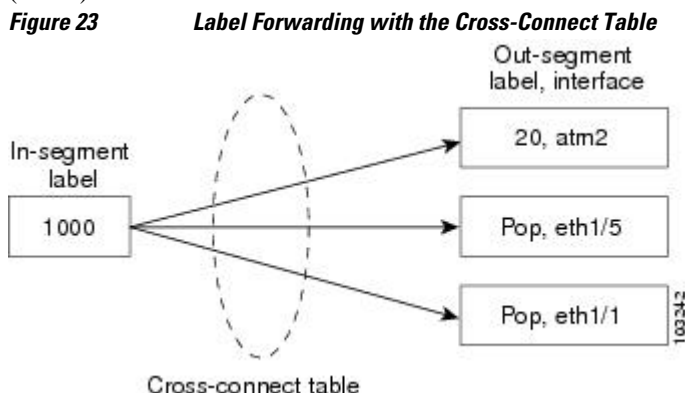 Figure 23 Label Forwarding with the Cross-Connect Table
Out-segment
label, interface
20, atm2
In-segment
label
1000
Pop, eth1/5
Pop, eth1/1
103242
Cross-connect table